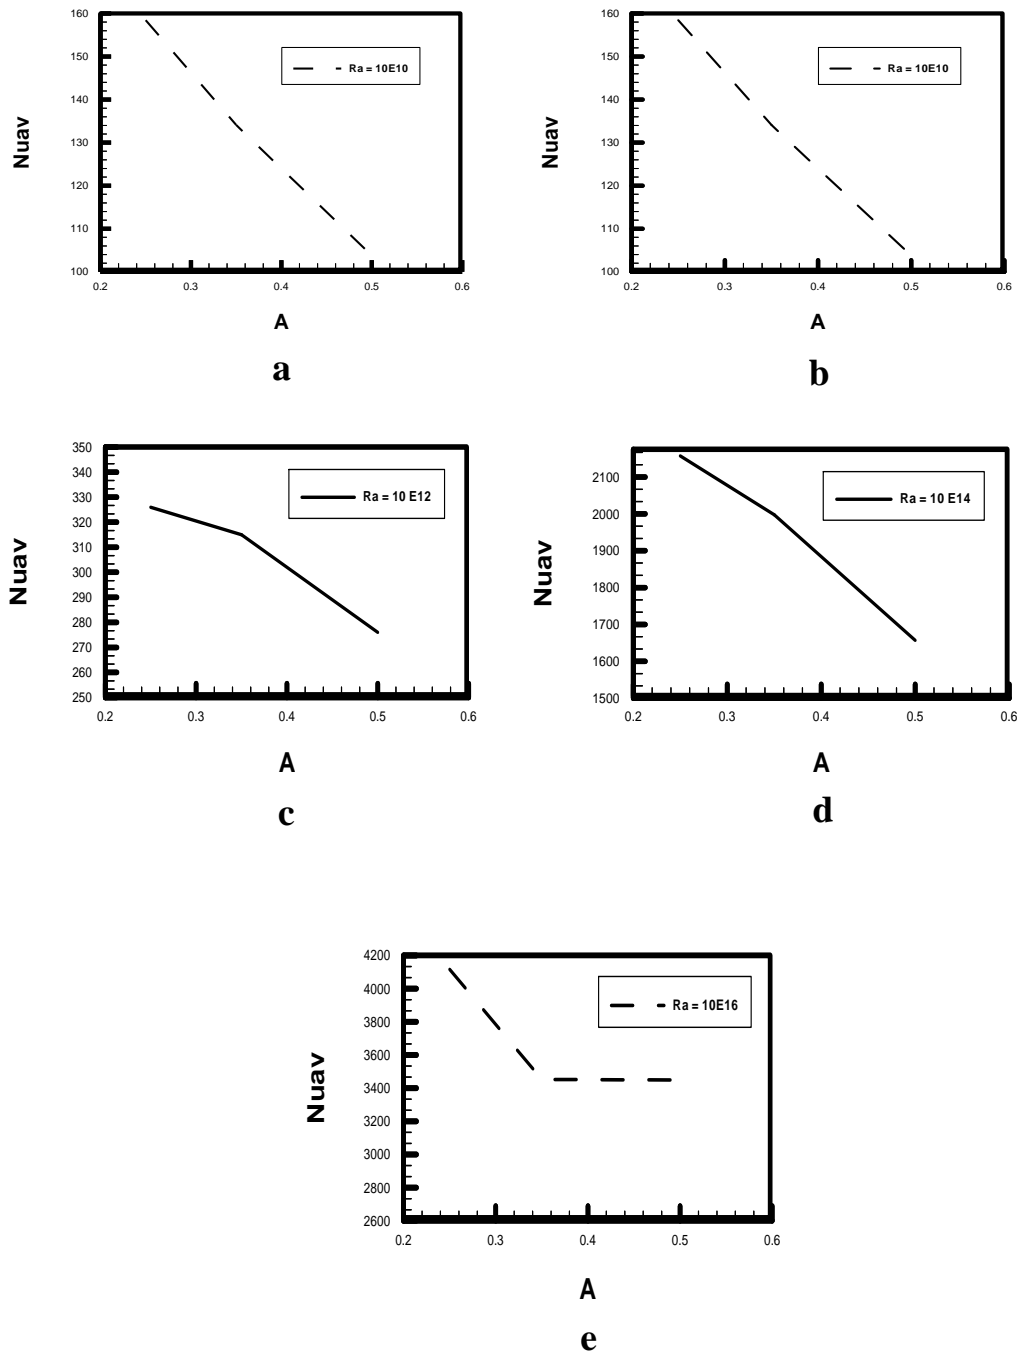 160
150
140
130
120
110
100
Nuav
Ra = 10E10
0.2 0.3 0.4 0.5 0.6
A
a
160
150
140
130
120
110
100
Nuav
Ra = 10E10
0.2 0.3 0.4 0.5 0.6
A
b
350
340
330
320
310
300
290
280
270
260
250
Nuav
Ra = 10 E12
0.2 0.3 0.4 0.5 0.6
A
c
2100
2000
1900
1800
1700
1600
1500
Nuav
Ra = 10 E14
0.2 0.3 0.4 0.5 0.6
A
d
4200
4000
3800
3600
3400
3200
3000
2800
2600
Nuav
Ra = 10E16
0.2 0.3 0.4 0.5 0.6
A
e